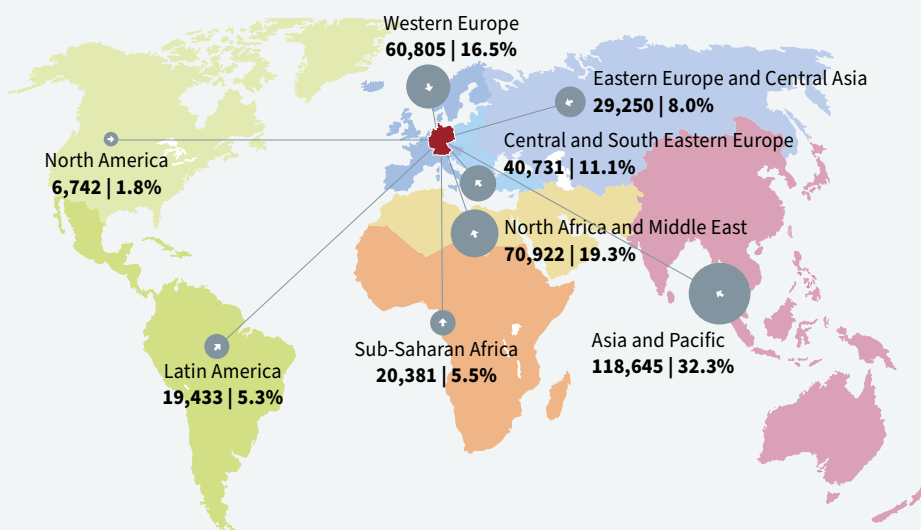 Western Europe
60,805 | 16.5%
Eastern Europe and Central Asia
29,250 | 8.0%
Central and South Eastern Europe
40,731 | 11.1%
North America
6,742 | 1.8%
North Africa and Middle East
70,922 | 19.3%
Asia and Pacific
118,645 | 32.3%
Sub-Saharan Africa
20,381 | 5.5%
Latin America
19,433 | 5.3%